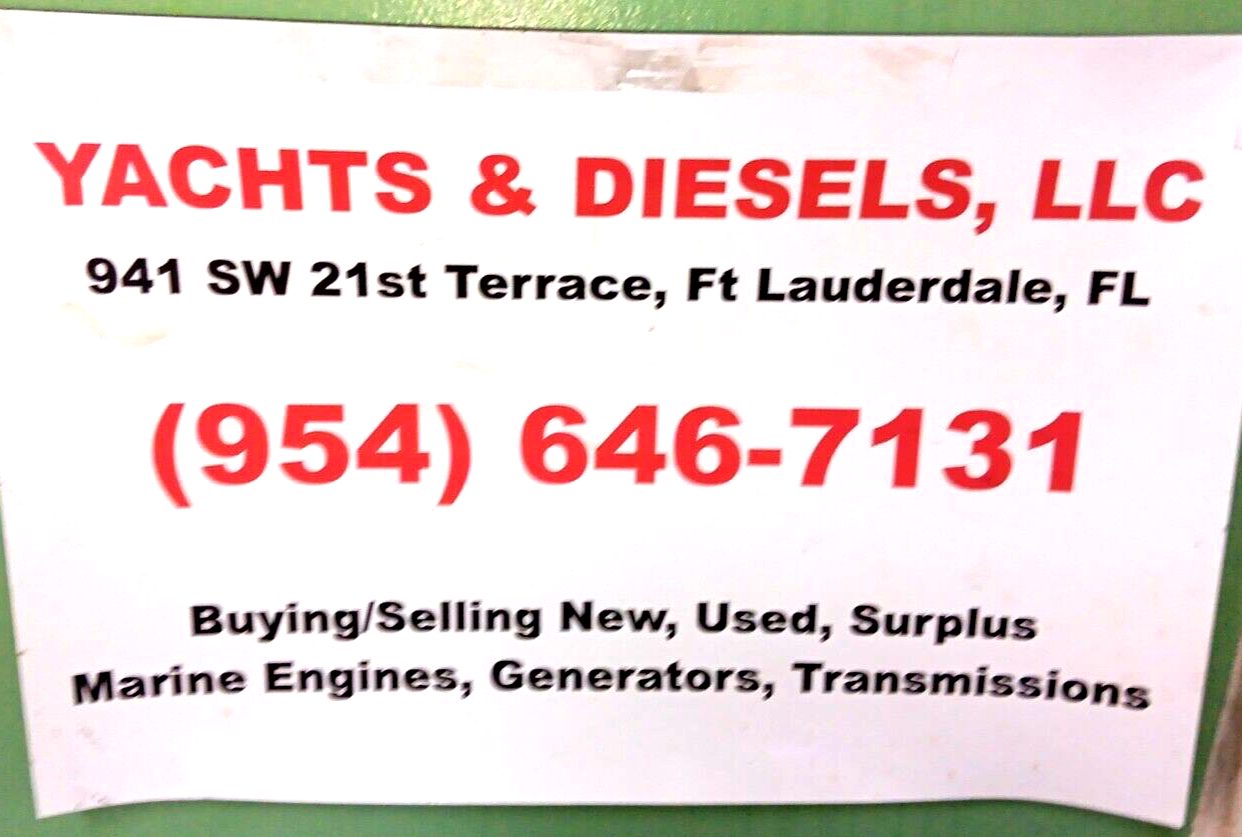 YACHTS & DIESELS, LLC
941 SW 21st Terrace, Ft Lauderdale, FL
(954) 646-7131
Buying/Selling New, Used, Surplus
Marine Engines, Generators, Transmissions